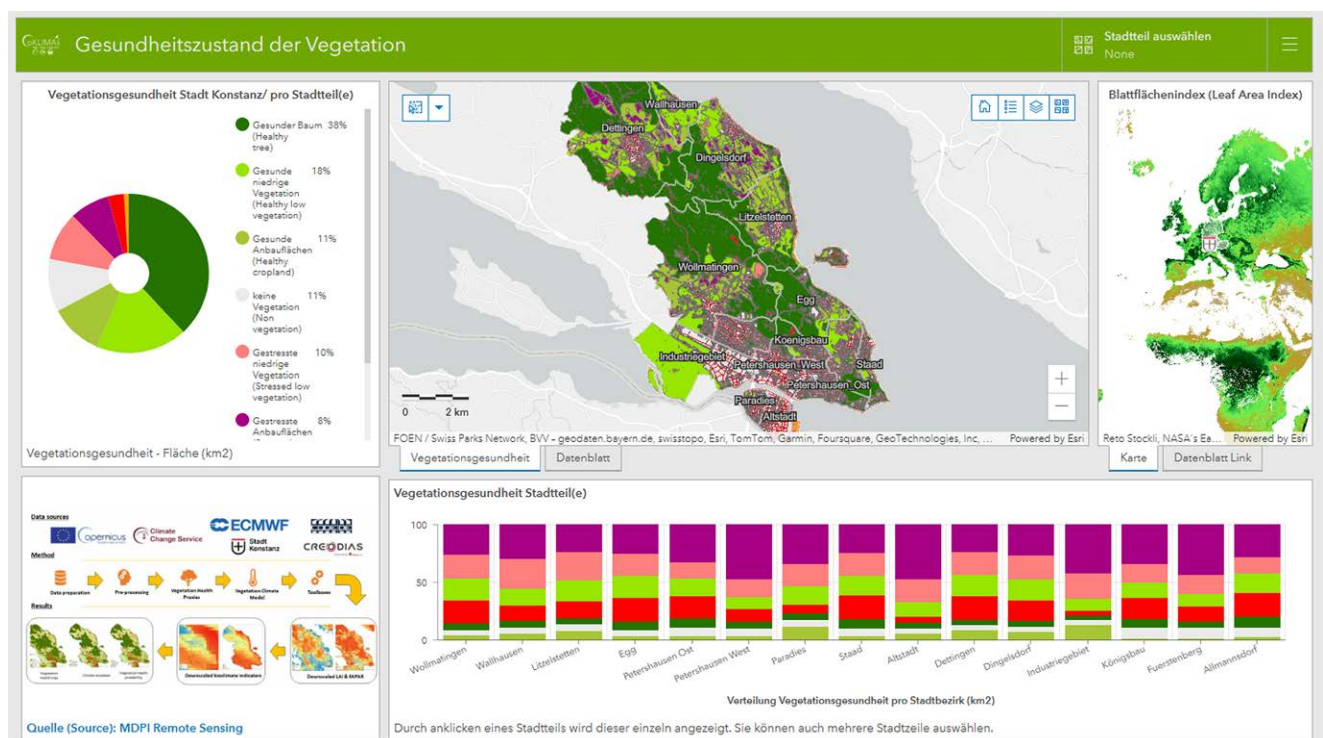 COKLIMAX
Gesundheitszustand der Vegetation
Stadtteil auswählen
None
Vegetationsgesundheit Stadt Konstanz/ pro Stadtteil(e)
Gesunder Baum 38%
(Healthy
tree)
Gesunde 18%
niedrige
Vegetation
(Healthy low
vegetation)
Gesunde 11%
Anbauflächen
(Healthy
cropland)
keine 11%
Vegetation
(Non
vegetation)
Gestresste 10%
niedrige
Vegetation
(Stressed low
vegetation)
Gestresste 8%
Anbauflächen
Vegetationsgesundheit - Fläche (km2)
Wallhausen
Dettingen
Dingelsdorf
Litzelstetten
Wollmatingen
Egg
Koenigsbau
Industriegebiet
Petershausen_West
Staad
Petershausen_Ost
Paradies
Altstadt
0 2 km
FOEN / Swiss Parks Network, BVV - geodaten.bayern.de, swisstopo, Esri, TomTom, Garmin, Foursquare, GeoTechnologies, Inc, ... Powered by Esri
Vegetationsgesundheit Datenblatt
Blattflächenindex (Leaf Area Index)
Reto Stockli, NASA's Ea... Powered by Esri
Karte Datenblatt Link
Data sources
opernicus
Climate
Change Service
ECMWF
Stadt
Konstanz
CREODIAS
Method
Data preparation
Pre-processing
Vegetation Health
Proxies
Vegetation Climate
Model
Toolboxes
Results
Downscaled bioclimate indicators
Downscaled LAI & FAPAR
Quelle (Source): MDPI Remote Sensing
Vegetationsgesundheit Stadtteil(e)
100
50
0
Wollmatingen
Wallhausen
Litzelstetten
Egg
Petershausen Ost
Petershausen West
Paradies
Staad
Altstadt
Dettingen
Dingelsdorf
Industriegebiet
Königsbau
Fuerstenberg
Allmannsdorf
Verteilung Vegetationsgesundheit pro Stadtbezirk (km2)
Durch anklicken eines Stadtteils wird dieser einzeln angezeigt. Sie können auch mehrere Stadtzeile auswählen.